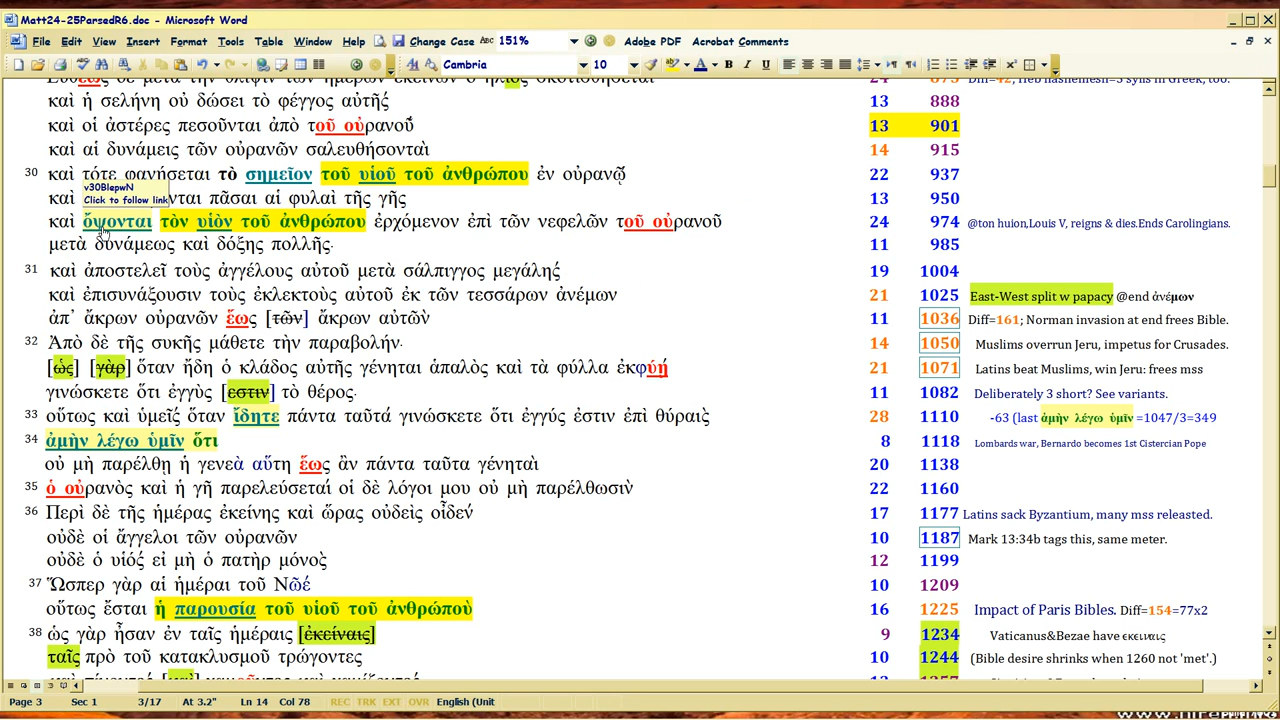 Matt24-25ParsedR6.doc - Microsoft Word
File Edit View Insert Format Tools Table Window Help Change Case 151% Adobe PDF Acrobat Comments
Cambria 10
24
καὶ ἡ σελήνη οὐ δώσει τὸ φέγγος αὐτῆς 13 888
καὶ οἱ ἀστέρες πεσοῦνται ἀπὸ τοῦ οὐρανοῦ 13 901
καὶ αἱ δυνάμεις τῶν οὐρανῶν σαλευθήσονται 14 915
30 καὶ τότε φανήσεται τὸ σημεῖον τοῦ υἱοῦ τοῦ ἀνθρώπου ἐν οὐρανῷ 22 937
v30BlepwN
Click to follow link
καὶ πᾶσαι αἱ φυλαὶ τῆς γῆς 13 950
καὶ ὄψονται τὸν υἱὸν τοῦ ἀνθρώπου ἐρχόμενον ἐπὶ τῶν νεφελῶν τοῦ οὐρανοῦ 24 974 @ton huion,Louis V, reigns & dies.Ends Carolingians.
μετὰ δυνάμεως καὶ δόξης πολλῆς· 11 985
31 καὶ ἀποστελεῖ τοὺς ἀγγέλους αὐτοῦ μετὰ σάλπιγγος μεγάλης 19 1004
καὶ ἐπισυνάξουσιν τοὺς ἐκλεκτοὺς αὐτοῦ ἐκ τῶν τεσσάρων ἀνέμων 21 1025 East-West split w papacy @end ἀνέμων
ἀπ’ ἄκρων οὐρανῶν ἕως [τῶν] ἄκρων αὐτῶν 11 1036 Diff=161; Norman invasion at end frees Bible.
32 Ἀπὸ δὲ τῆς συκῆς μάθετε τὴν παραβολήν· 14 1050 Muslims overrun Jeru, impetus for Crusades.
[ὡς] [γὰρ] ὅταν ἤδη ὁ κλάδος αὐτῆς γένηται ἁπαλὸς καὶ τὰ φύλλα ἐκφύῃ 21 1071 Latins beat Muslims, win Jeru: frees mss
γινώσκετε ὅτι ἐγγὺς [εστιν] τὸ θέρος· 11 1082 Deliberately 3 short? See variants.
33 οὕτως καὶ ὑμεῖς ὅταν ἴδητε πάντα ταῦτά γινώσκετε ὅτι ἐγγύς ἐστιν ἐπὶ θύραις 28 1110 -63 (last ἀμὴν λέγω ὑμῖν =1047/3=349
34 ἀμὴν λέγω ὑμῖν ὅτι 8 1118 Lombards war, Bernardo becomes 1st Cistercian Pope
οὐ μὴ παρέλθῃ ἡ γενεὰ αὕτη ἕως ἂν πάντα ταῦτα γένηται 20 1138
35 ὁ οὐρανὸς καὶ ἡ γῆ παρελεύσεταί οἱ δὲ λόγοι μου οὐ μὴ παρέλθωσιν 22 1160
36 Περὶ δὲ τῆς ἡμέρας ἐκείνης καὶ ὥρας οὐδεὶς οἶδεν 17 1177 Latins sack Byzantium, many mss releasted.
οὐδὲ οἱ ἄγγελοι τῶν οὐρανῶν 10 1187 Mark 13:34b tags this, same meter.
οὐδὲ ὁ υἱός εἰ μὴ ὁ πατὴρ μόνος 12 1199
37 Ὥσπερ γὰρ αἱ ἡμέραι τοῦ Νῶέ 10 1209
οὕτως ἔσται ἡ παρουσία τοῦ υἱοῦ τοῦ ἀνθρώπου 16 1225 Impact of Paris Bibles. Diff=154=77x2
38 ὡς γὰρ ἦσαν ἐν ταῖς ἡμέραις [ἐκείναις] 9 1234 Vaticanus&Bezae have εκειναις
ταῖς πρὸ τοῦ κατακλυσμοῦ τρώγοντες 10 1244 (Bible desire shrinks when 1260 not 'met'.)
Page 3 Sec 1 3/17 At 3.2" Ln 14 Col 78 REC TRK EXT OVR English (Unit